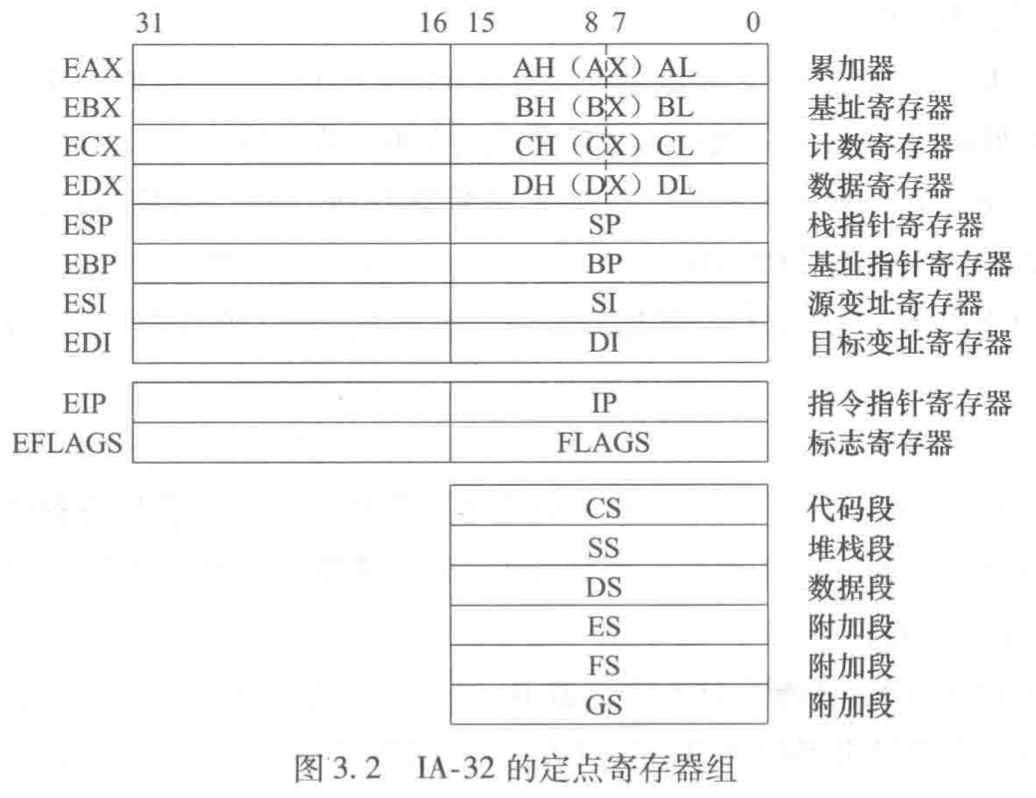 31 16 15 8 7 0
EAX AH（AX）AL 累加器
EBX BH（BX）BL 基址寄存器
ECX CH（CX）CL 计数寄存器
EDX DH（DX）DL 数据寄存器
ESP SP 栈指针寄存器
EBP BP 基址指针寄存器
ESI SI 源变址寄存器
EDI DI 目标变址寄存器
EIP IP 指令指针寄存器
EFLAGS FLAGS 标志寄存器
CS 代码段
SS 堆栈段
DS 数据段
ES 附加段
FS 附加段
GS 附加段
图3.2 IA-32的定点寄存器组